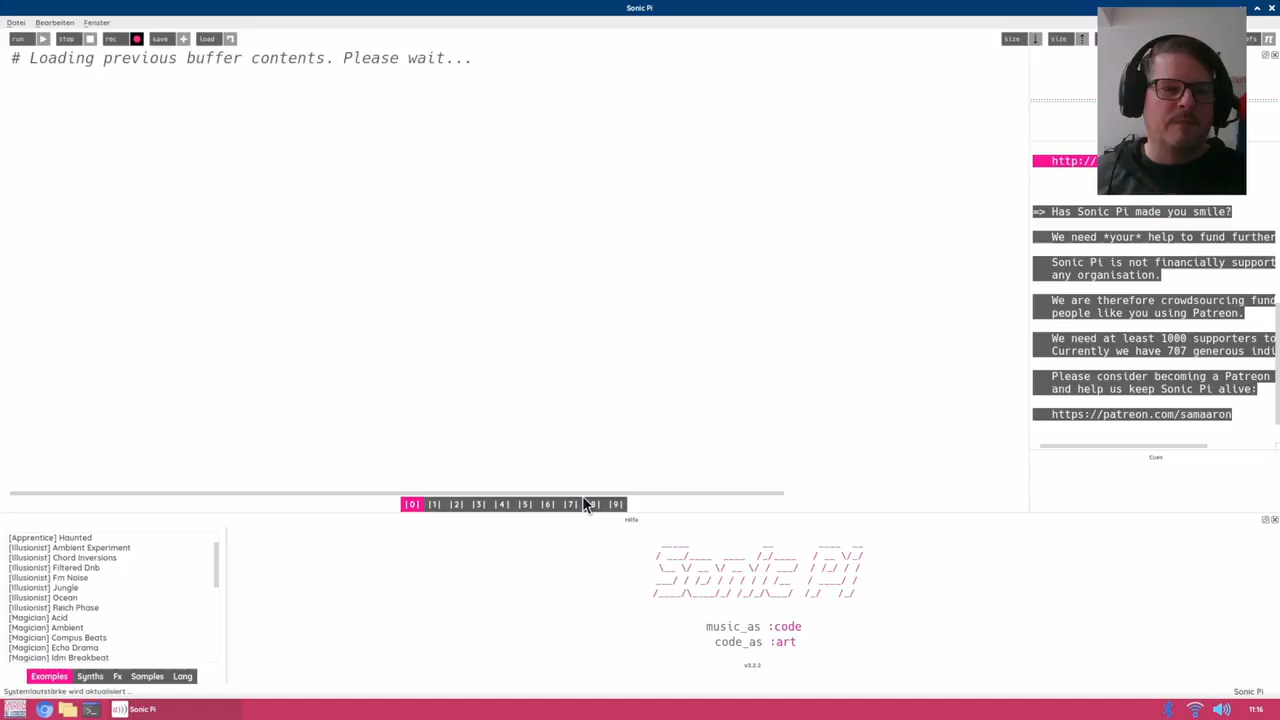 Sonic Pi
Datei Bearbeiten Fenster
run stop rec save + load size size efs π
# Loading previous buffer contents. Please wait...
http://
=> Has Sonic Pi made you smile?
We need *your* help to fund further
Sonic Pi is not financially support
any organisation.
We are therefore crowdsourcing fund
people like you using Patreon.
We need at least 1000 supporters to
Currently we have 707 generous indi
Please consider becoming a Patreon
and help us keep Sonic Pi alive:
https://patreon.com/samaaron
Cues
|0| |1| |2| |3| |4| |5| |6| |7| |8| |9|
Hilfe
[Apprentice] Haunted
[Illusionist] Ambient Experiment
[Illusionist] Chord Inversions
[Illusionist] Filtered Dnb
[Illusionist] Fm Noise
[Illusionist] Jungle
[Illusionist] Ocean
[Illusionist] Reich Phase
[Magician] Acid
[Magician] Ambient
[Magician] Compus Beats
[Magician] Echo Drama
[Magician] Idm Breakbeat
Sonic Pi
music_as :code
code_as :art
v3.2.2
Examples Synths Fx Samples Lang
Systemlautstärke wird aktualisiert ...
Sonic Pi
Sonic Pi
11:16